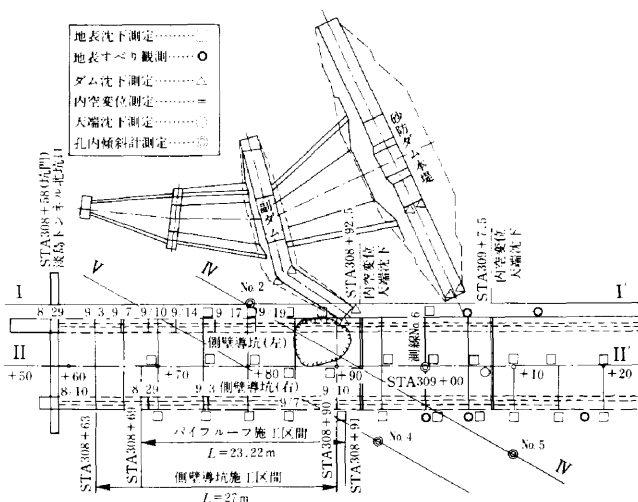 地表沈下測定……□
地表すべり観測……○
ダム沈下測定……△
内空変位測定……=
天端沈下測定……○
孔内傾斜計測定……◎
砂防ダム本堤
副ダム
STA308+58(坑門)
淡島トンネル北坑口
STA308+92.5
内空変位
天端沈下
STA309+7.5
内空変位
天端沈下
V
IV
No.2
I
I'
8/29
9/3
9/7
9/10
9/14
9/17
9/19
側壁導坑(左)
測線No.6
II
II'
+50
+60
+70
+80
+90
STA309+00
+10
+20
側壁導坑(右)
8/10
8/29
9/3
9/7
9/10
パイプルーフ施工区間
L=23.22m
側壁導坑施工区間
L=27m
STA308+63
STA308+69
STA308+90
STA308+91
No.4
No.5
IV